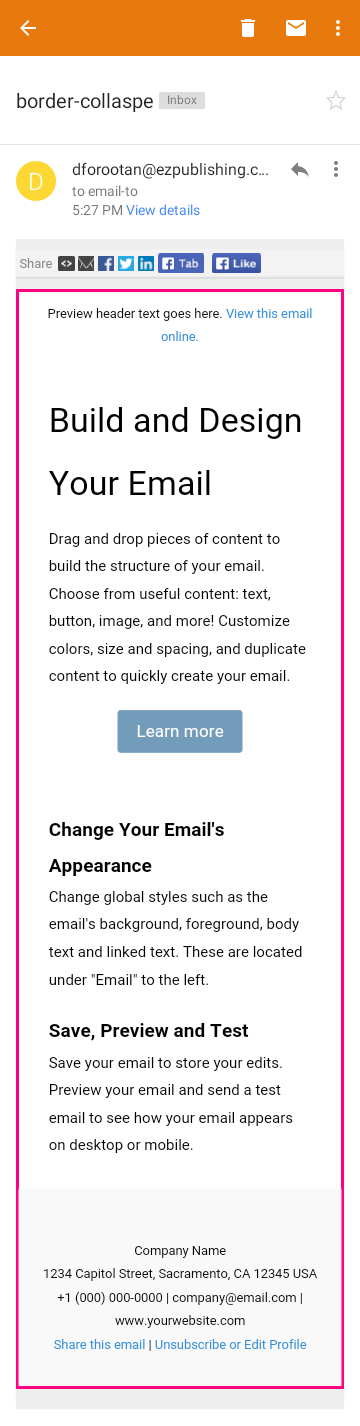 border-collaspe Inbox
D
dforootan@ezpublishing.c...
to email-to
5:27 PM View details
Share Tab Like
Preview header text goes here. View this email
online.
Build and Design
Your Email
Drag and drop pieces of content to
build the structure of your email.
Choose from useful content: text,
button, image, and more! Customize
colors, size and spacing, and duplicate
content to quickly create your email.
Learn more
Change Your Email's
Appearance
Change global styles such as the
email's background, foreground, body
text and linked text. These are located
under "Email" to the left.
Save, Preview and Test
Save your email to store your edits.
Preview your email and send a test
email to see how your email appears
on desktop or mobile.
Company Name
1234 Capitol Street, Sacramento, CA 12345 USA
+1 (000) 000-0000 | company@email.com |
www.yourwebsite.com
Share this email | Unsubscribe or Edit Profile